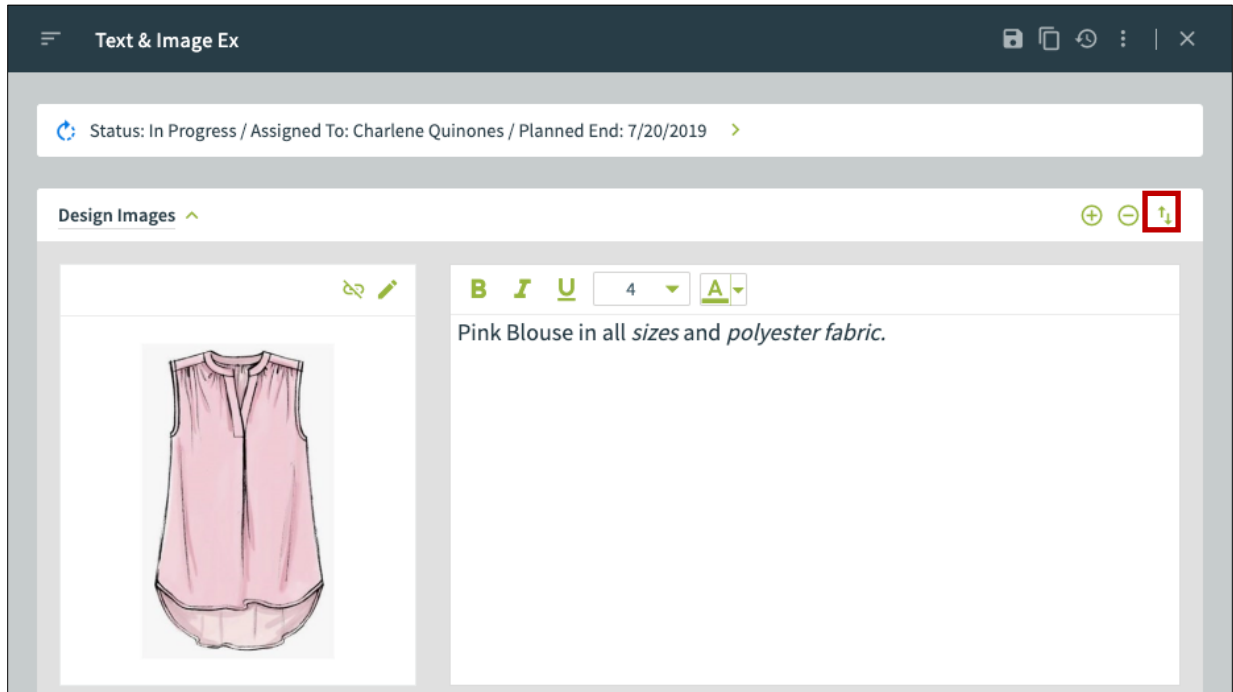 Text & Image Ex
Status: In Progress / Assigned To: Charlene Quinones / Planned End: 7/20/2019
Design Images
B I U 4 A
Pink Blouse in all sizes and polyester fabric.